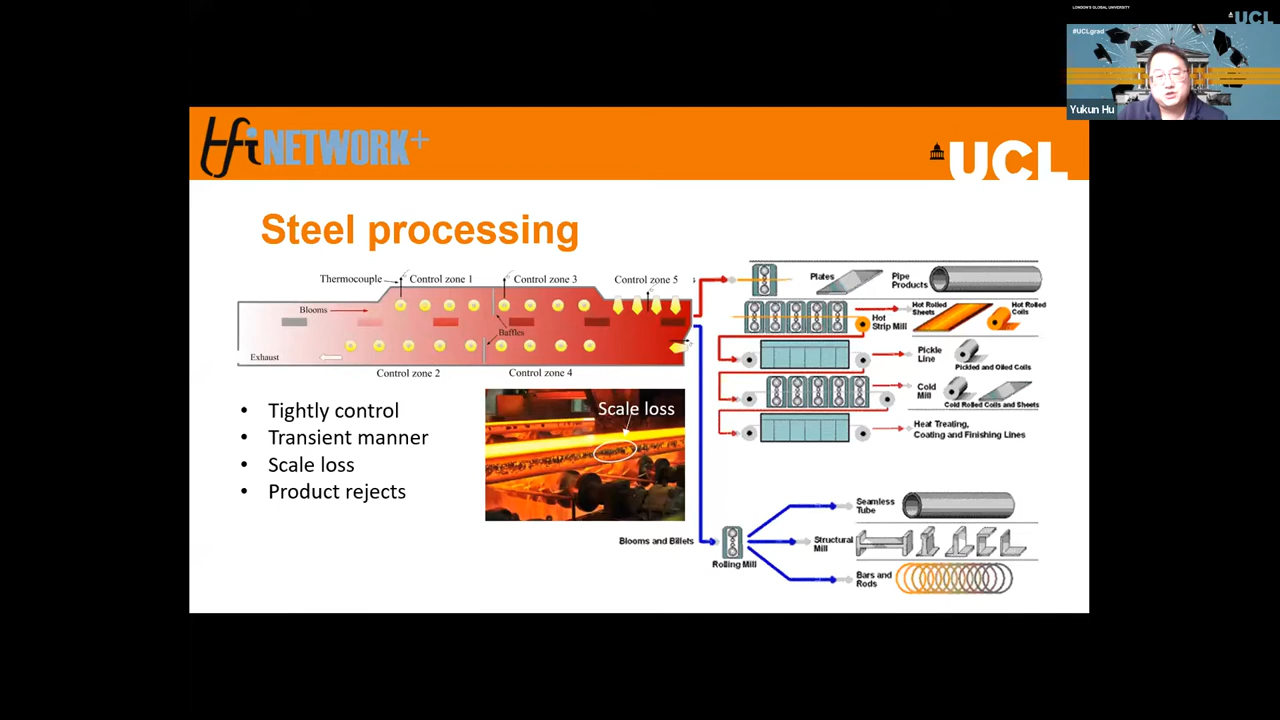 LONDON'S GLOBAL UNIVERSITY
UCL
#UCLgrad
Yukun Hu
hfi NETWORK+
UCL
Steel processing
Thermocouple
Control zone 1
Control zone 3
Control zone 5
Blooms
Baffles
Exhaust
Control zone 2
Control zone 4
Tightly control
Transient manner
Scale loss
Product rejects
Scale loss
Plates
Pipe
Products
Hot Rolled
Sheets
Hot Rolled
Coils
Hot
Strip Mill
Pickle
Line
Pickled and Oiled Coils
Cold
Mill
Cold Rolled Coils and Sheets
Heat Treating,
Coating and Finishing Lines
Blooms and Billets
Rolling Mill
Seamless
Tube
Structural
Mill
Bars and
Rods